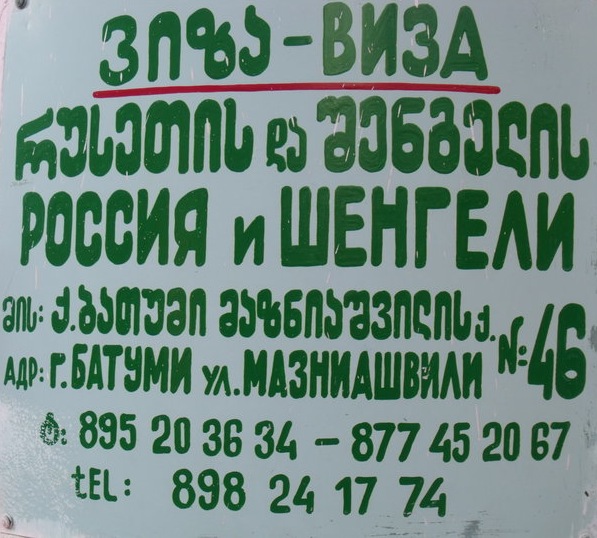 ვიზა - ВИЗА
რუსეთის და შენგელის
РОССИЯ и ШЕНГЕЛИ
მის: ქ. ბათუმი მაზნიაშვილის ქ. №46
АДР: Г. БАТУМИ ул. МАЗНИАШВИЛИ
ტ: 895 20 36 34 - 877 45 20 67
tEL: 898 24 17 74